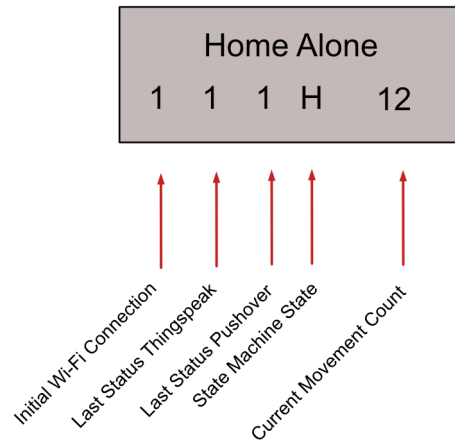 Home Alone
1 1 1 H 12
Initial Wi-Fi Connection
Last Status Thingspeak
Last Status Pushover
State Machine State
Current Movement Count